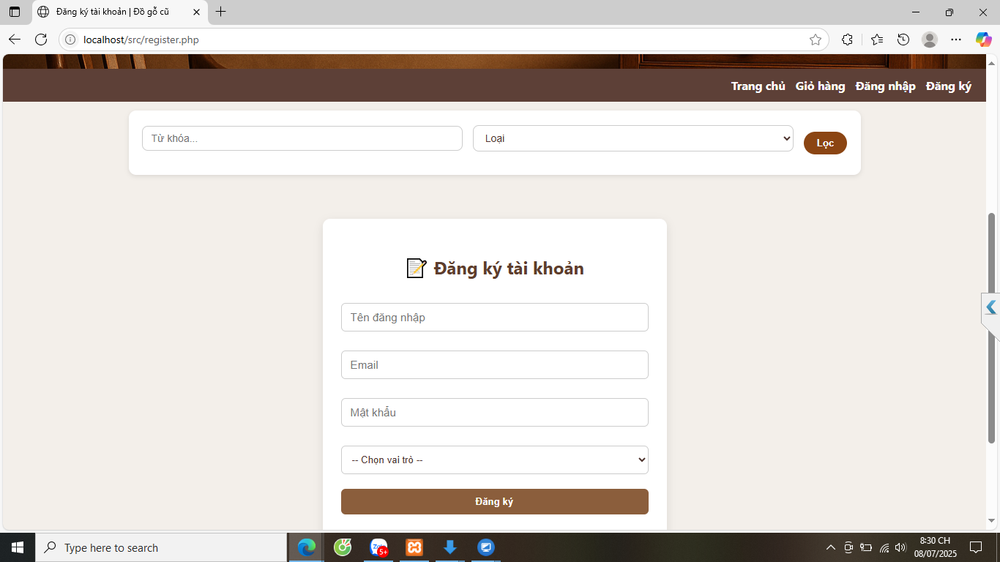 Đăng ký tài khoản | Đồ gỗ cũ
localhost/src/register.php
Trang chủ Giỏ hàng Đăng nhập Đăng ký
Từ khóa...
Loại
Lọc
Đăng ký tài khoản
Tên đăng nhập
Email
Mật khẩu
-- Chọn vai trò --
Đăng ký
Type here to search
Zalo
5+
8:30 CH
08/07/2025